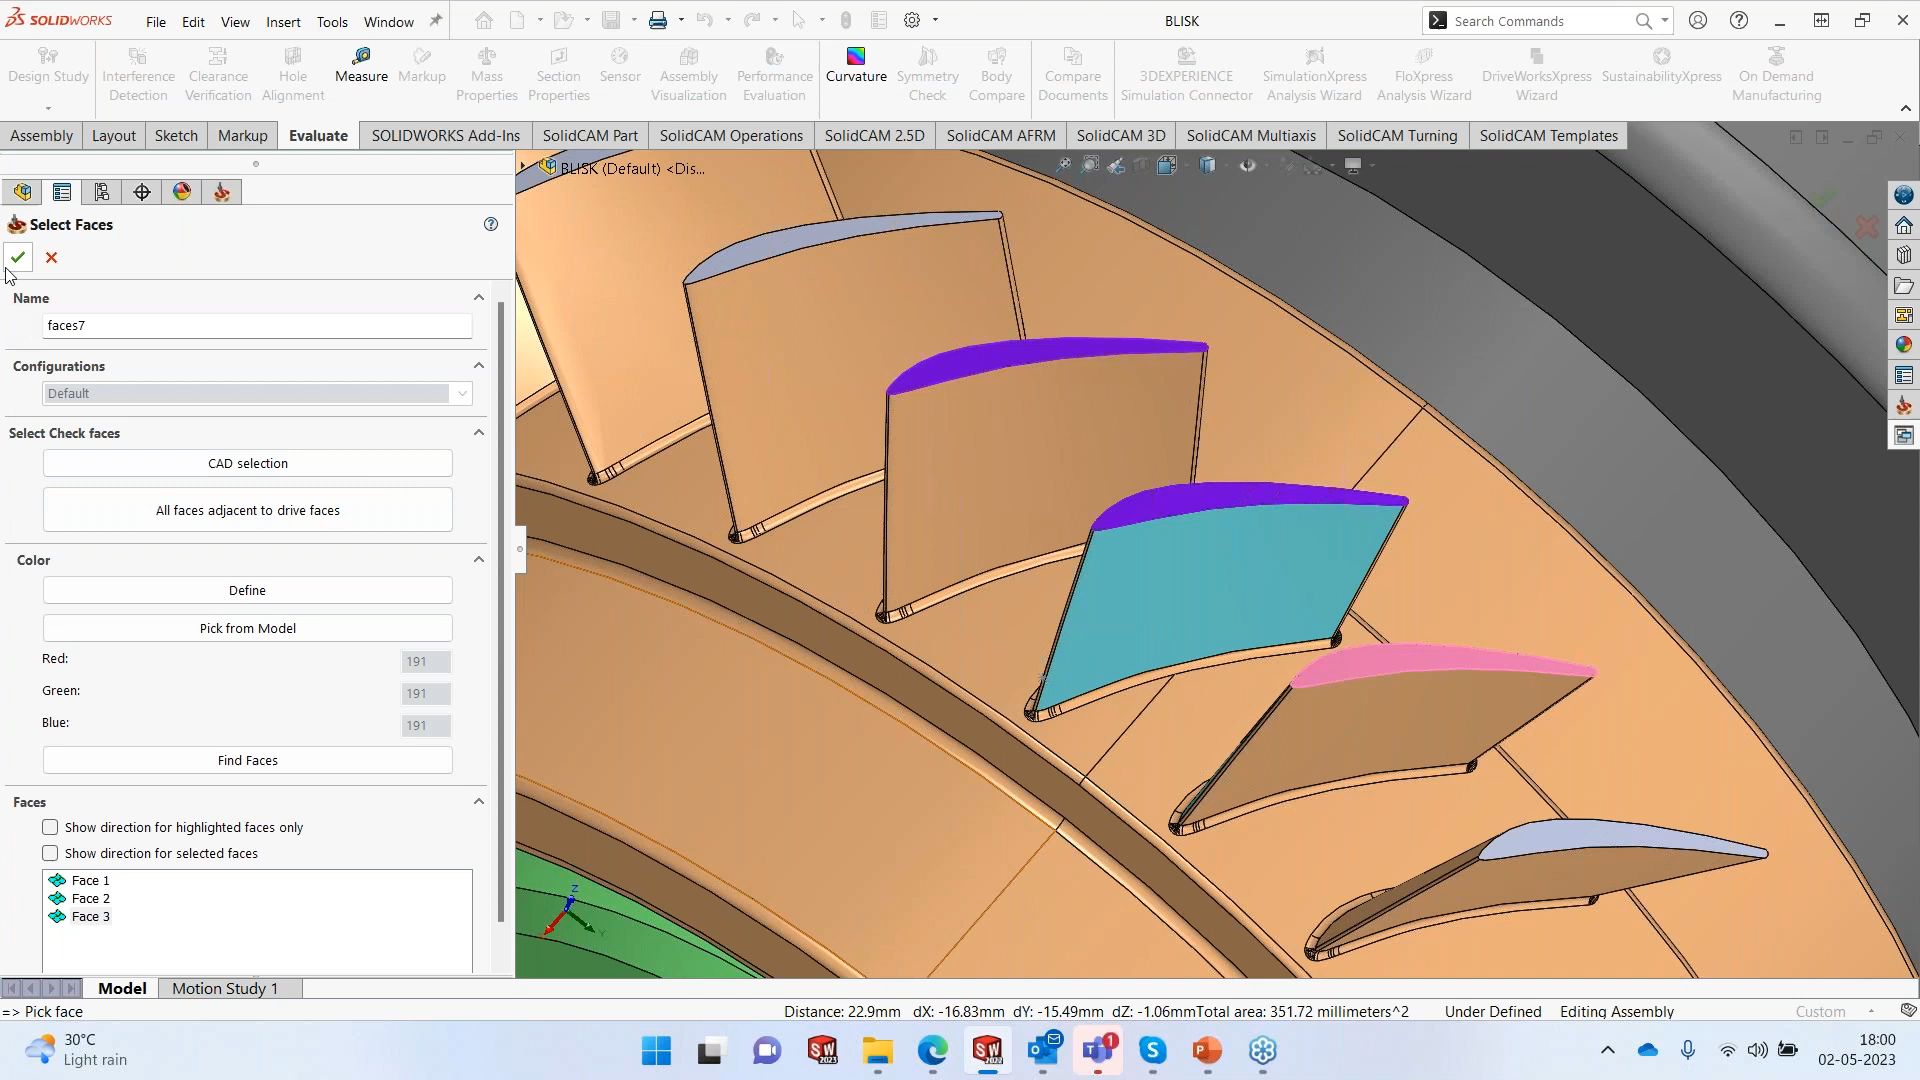 SOLIDWORKS File Edit View Insert Tools Window BLISK Search Commands
Design Study Interference Detection Clearance Verification Hole Alignment Measure Markup Mass Properties Section Properties Sensor Assembly Visualization Performance Evaluation Curvature Symmetry Check Body Compare Compare Documents 3DEXPERIENCE Simulation Connector SimulationXpress Analysis Wizard FloXpress Analysis Wizard DriveWorksXpress Wizard SustainabilityXpress On Demand Manufacturing
Assembly Layout Sketch Markup Evaluate SOLIDWORKS Add-Ins SolidCAM Part SolidCAM Operations SolidCAM 2.5D SolidCAM AFRM SolidCAM 3D SolidCAM Multiaxis SolidCAM Turning SolidCAM Templates
BLISK (Default) <Dis...
Select Faces
Name
faces7
Configurations
Default
Select Check faces
CAD selection
All faces adjacent to drive faces
Color
Define
Pick from Model
Red: 191
Green: 191
Blue: 191
Find Faces
Faces
Show direction for highlighted faces only
Show direction for selected faces
Face 1
Face 2
Face 3
Z
Y
Model Motion Study 1
=> Pick face Distance: 22.9mm dX: -16.83mm dY: -15.49mm dZ: -1.06mmTotal area: 351.72 millimeters^2 Under Defined Editing Assembly Custom
30°C
Light rain
18:00
02-05-2023